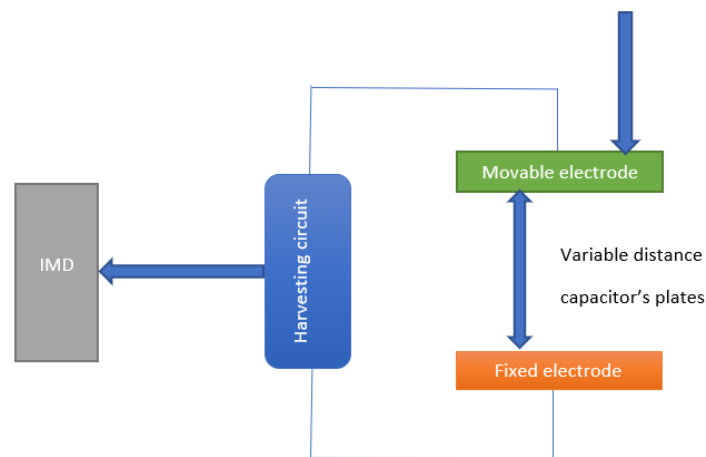 Movable electrode
IMD
Harvesting circuit
Variable distance
capacitor's plates
Fixed electrode